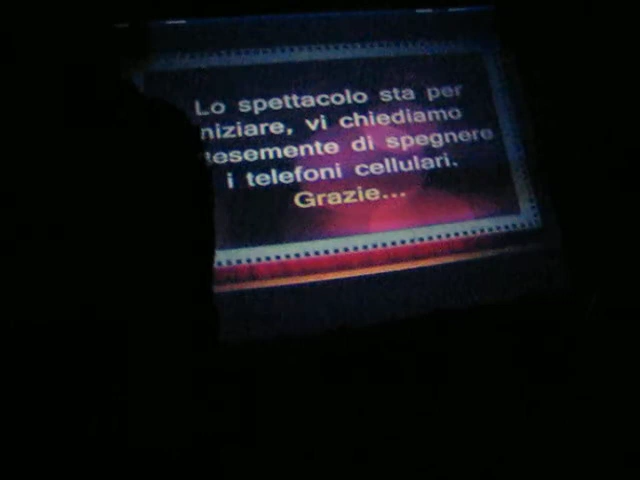 Lo spettacolo sta per
niziare, vi chiediamo
tesemente di spegnere
i telefoni cellulari.
Grazie...